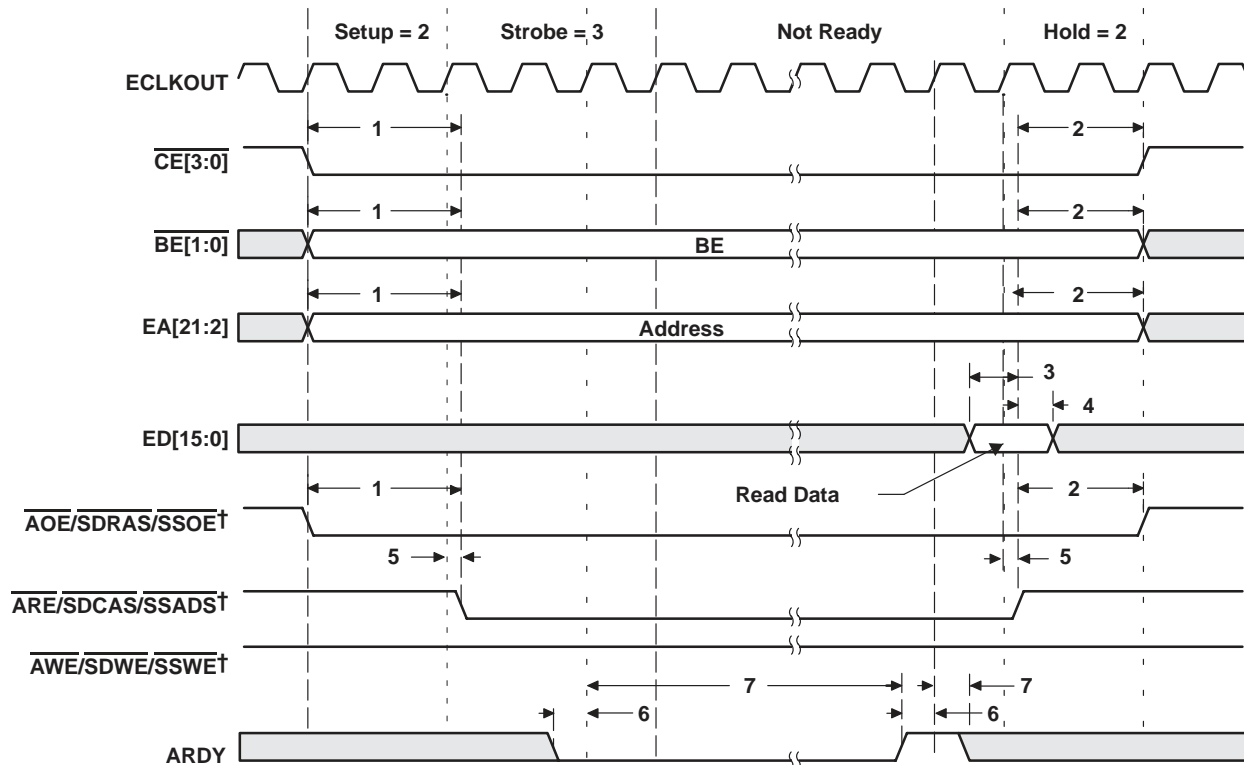 Setup = 2 Strobe = 3 Not Ready Hold = 2
ECLKOUT
1 2
CE[3:0]
1 2
BE[1:0] BE
1 2
EA[21:2] Address
3
4
ED[15:0]
Read Data
1 2
AOE/SDRAS/SSOE†
5 5
ARE/SDCAS/SSADS†
AWE/SDWE/SSWE†
7 7
6 6
ARDY